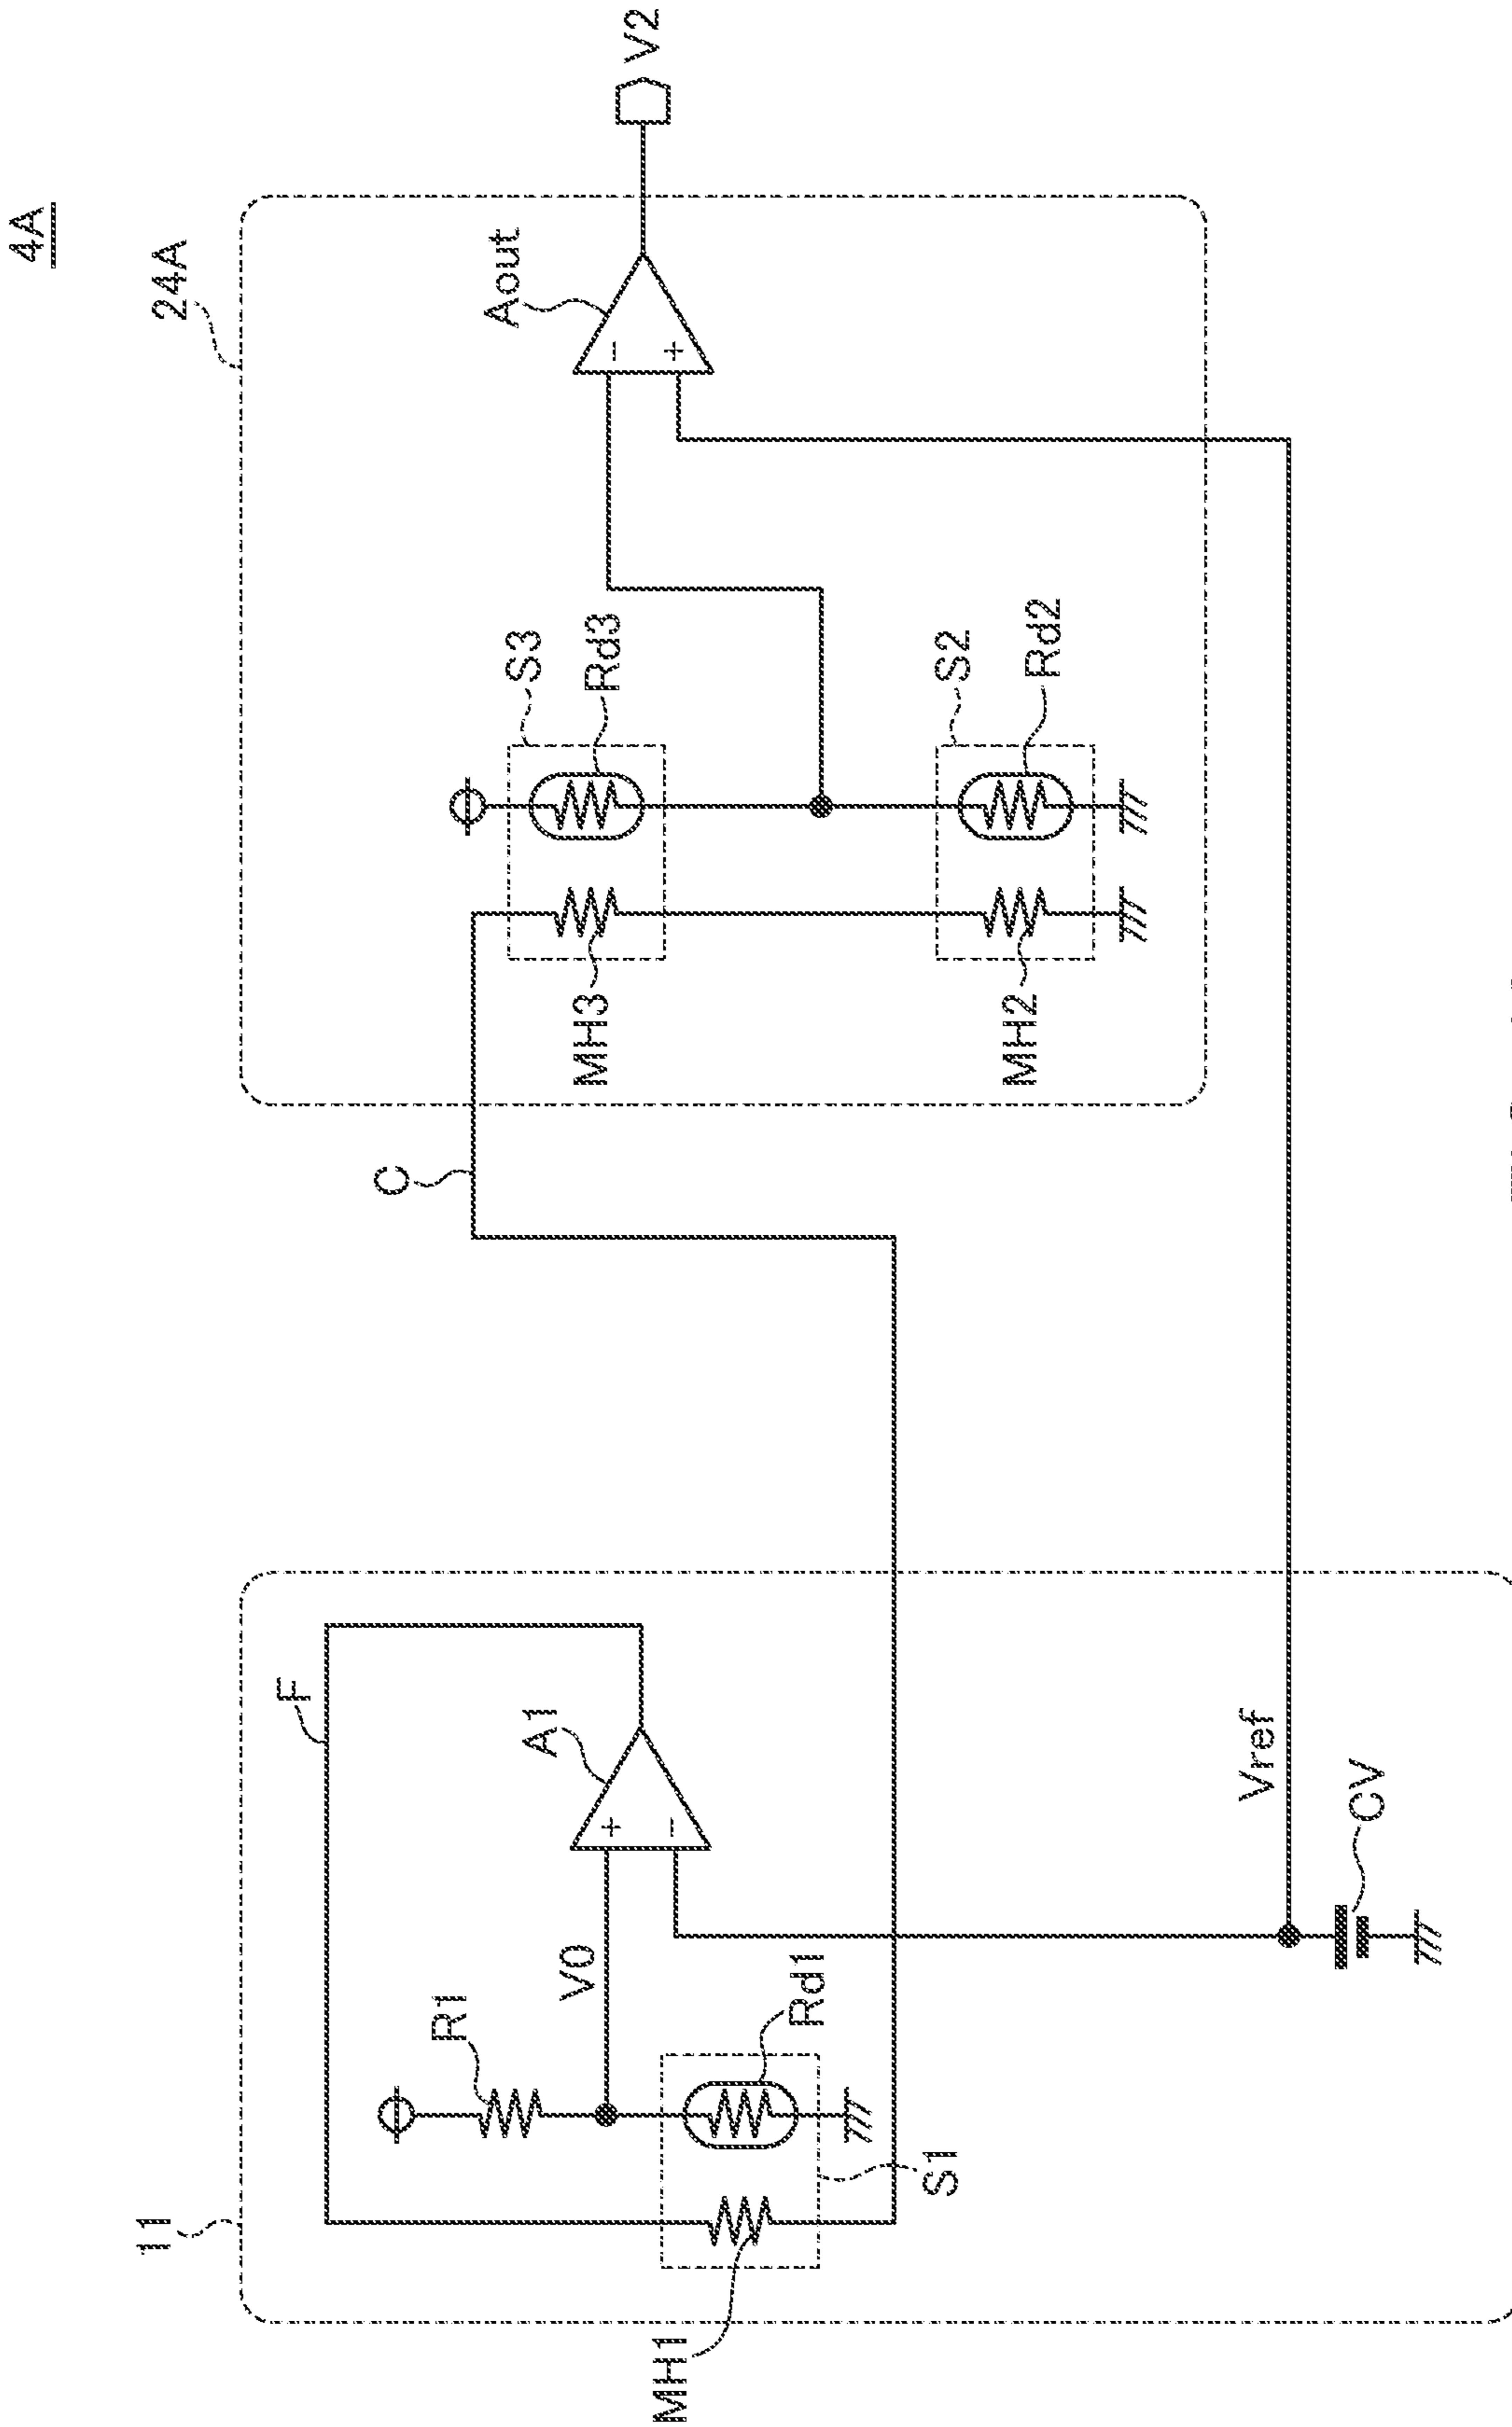 4A
24A
Aout
−
+
V2
S3
Rd3
S2
Rd2
MH3
MH2
C
11
F
A1
+
−
V0
R1
Rd1
S1
MH1
Vref
CV